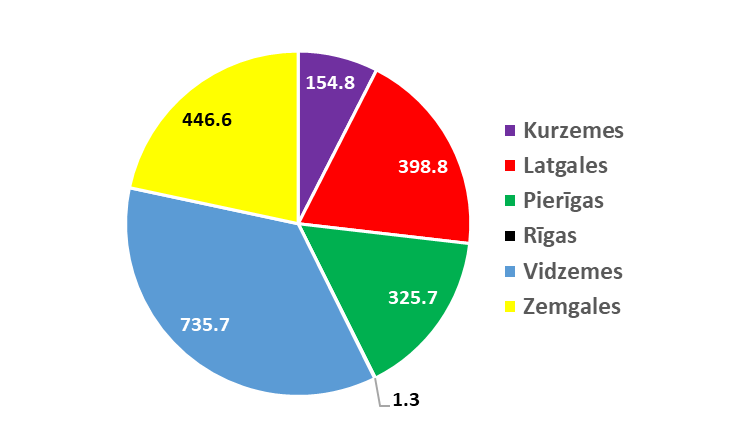 154.8
446.6
398.8
325.7
735.7
1.3
Kurzemes
Latgales
Pierīgas
Rīgas
Vidzemes
Zemgales